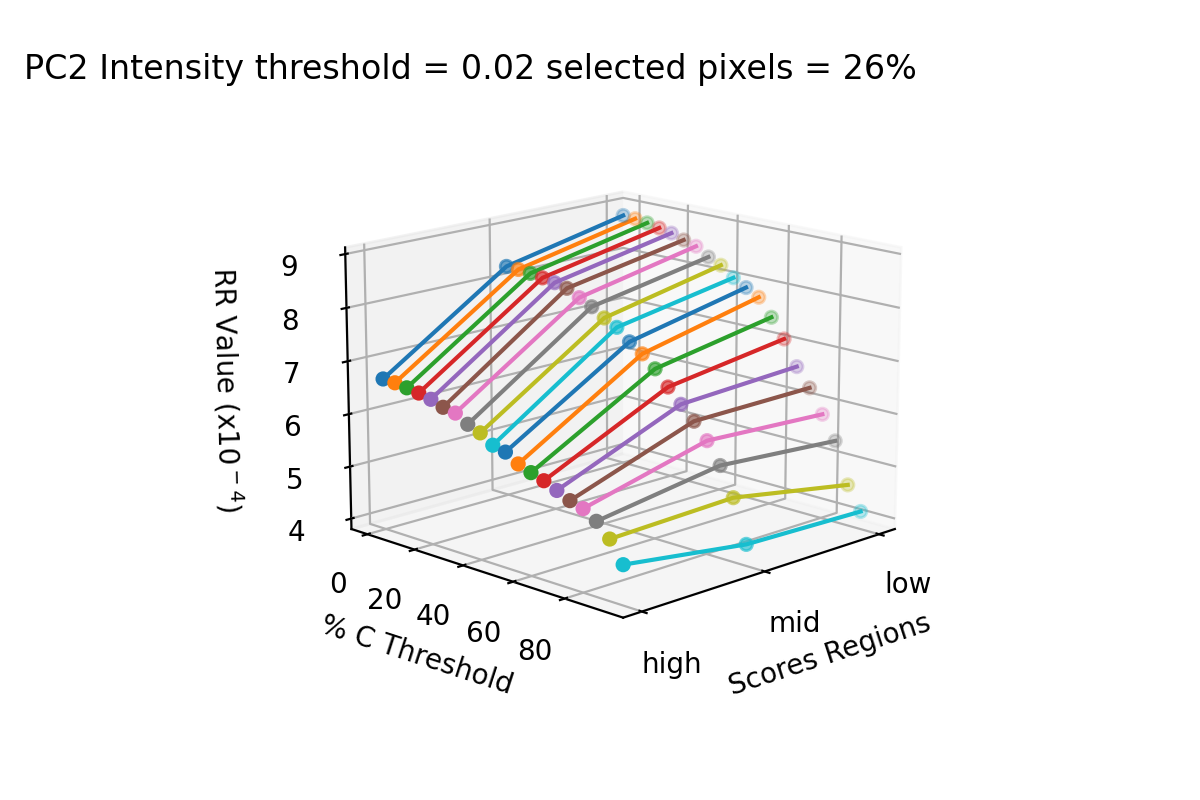 PC2 Intensity threshold = 0.02 selected pixels = 26%
9
8
7
6
5
4
RR Value (x10⁻⁴)
0
20
40
60
80
% C Threshold
high
mid
low
Scores Regions